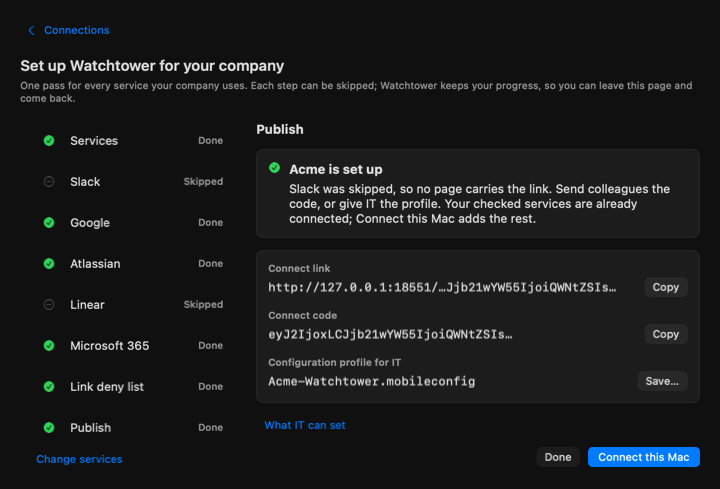 Connections
Set up Watchtower for your company
One pass for every service your company uses. Each step can be skipped; Watchtower keeps your progress, so you can leave this page and
come back.
Services Done
Slack Skipped
Google Done
Atlassian Done
Linear Skipped
Microsoft 365 Done
Link deny list Done
Publish Done
Change services
Publish
Acme is set up
Slack was skipped, so no page carries the link. Send colleagues the
code, or give IT the profile. Your checked services are already
connected; Connect this Mac adds the rest.
Connect link
http://127.0.0.1:18551/…Jjb21wYW55IjoiQWNtZSIs…
Copy
Connect code
eyJ2IjoxLCJjb21wYW55IjoiQWNtZSIs…
Copy
Configuration profile for IT
Acme-Watchtower.mobileconfig
Save…
What IT can set
Done
Connect this Mac